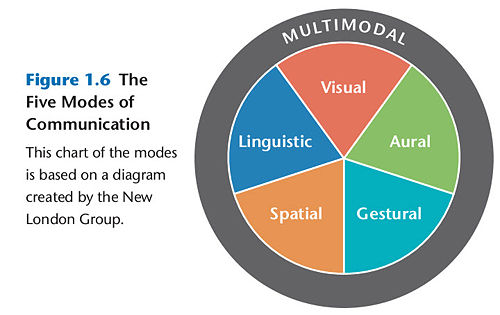 Figure 1.6 The
Five Modes of
Communication
This chart of the modes
is based on a diagram
created by the New
London Group.
MULTIMODAL
Visual
Linguistic
Aural
Spatial
Gestural